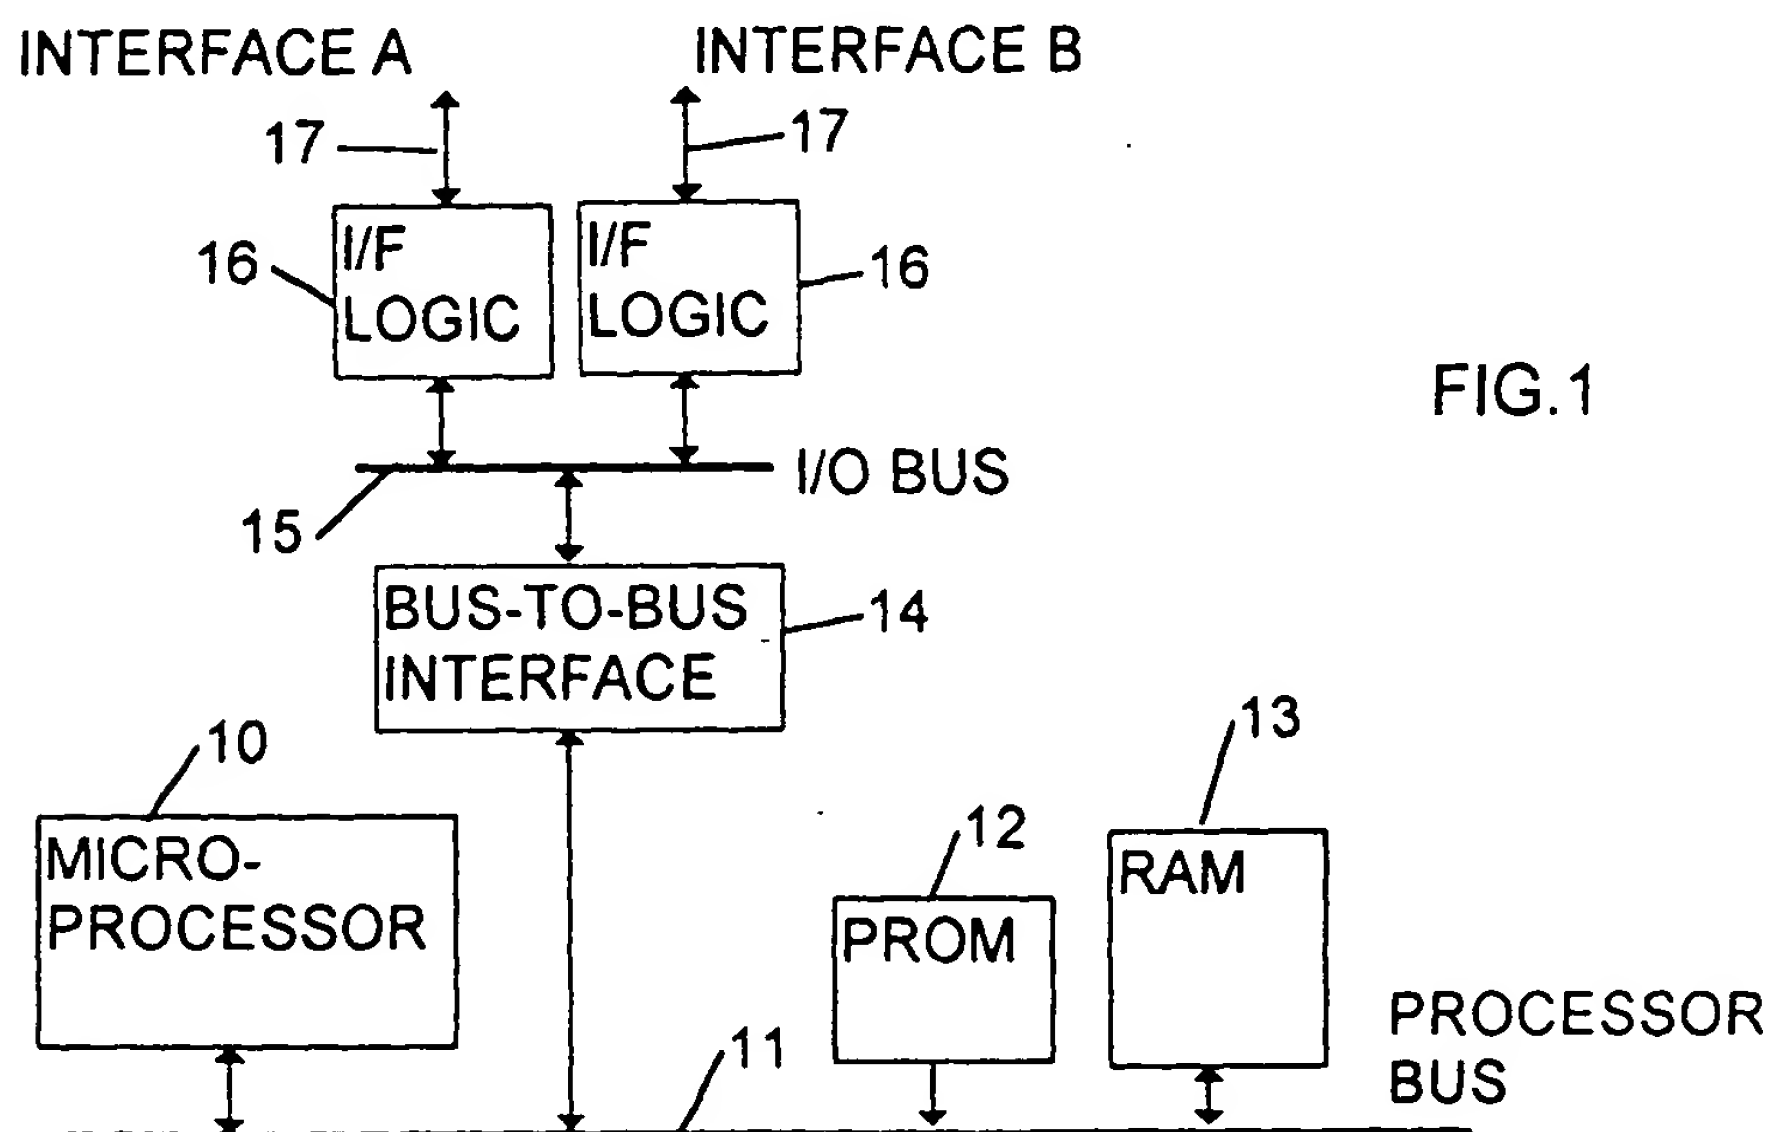 INTERFACE A
INTERFACE B
17
17
I/F
LOGIC
I/F
LOGIC
16
16
FIG.1
I/O BUS
15
BUS-TO-BUS
INTERFACE
14
10
13
MICRO-
PROCESSOR
12
PROM
RAM
PROCESSOR
BUS
11